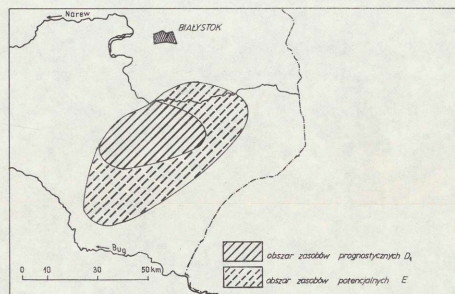 Narew
BIAŁYSTOK
Bug
0 10 30 50 km
obszar zasobów prognostycznych D₁
obszar zasobów potencjalnych E